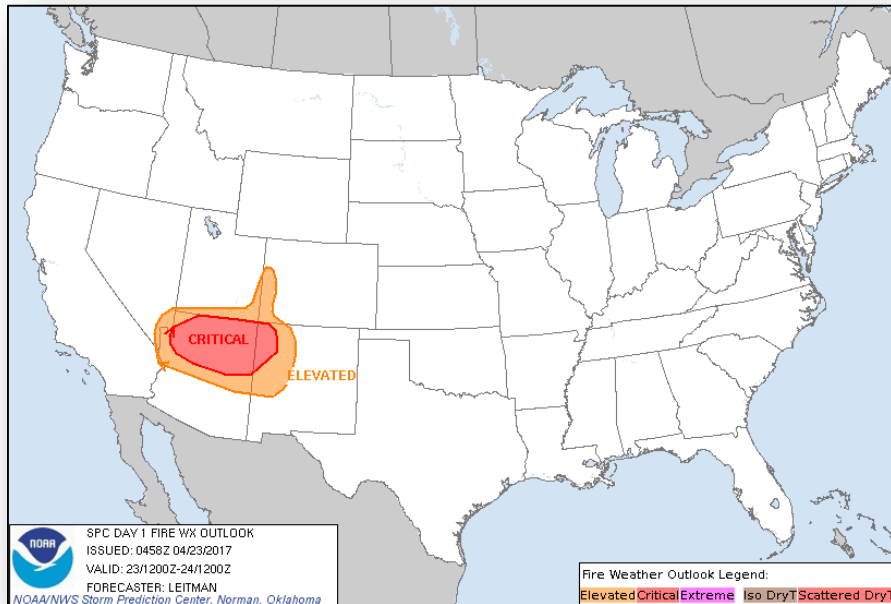 CRITICAL
ELEVATED
NOAA
SPC DAY 1 FIRE WX OUTLOOK
ISSUED: 0458Z 04/23/2017
VALID: 23/1200Z-24/1200Z
FORECASTER: LEITMAN
NOAA/NWS Storm Prediction Center, Norman, Oklahoma
Fire Weather Outlook Legend:
Elevated Critical Extreme Iso DryT Scattered DryT